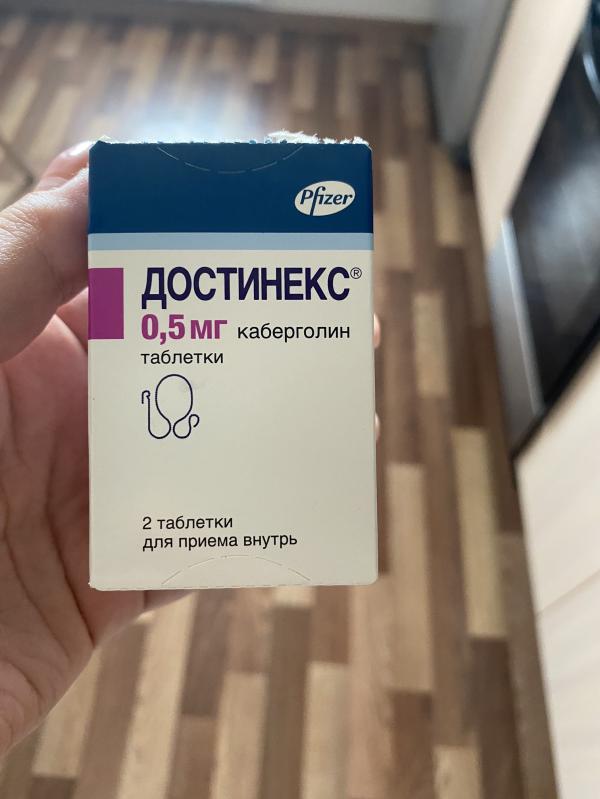 Pfizer
ДОСТИНЕКС®
0,5 мг каберголин
таблетки
2 таблетки
для приема внутрь